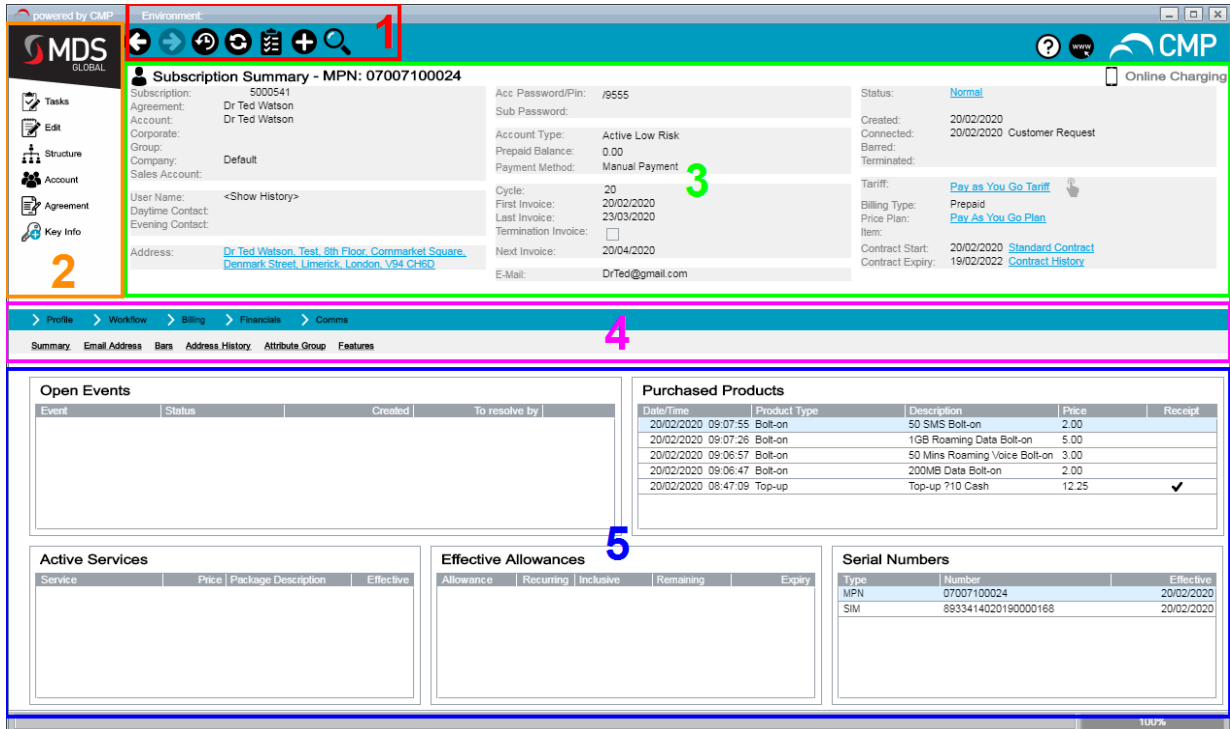 powered by CMP Environment: 1
MDS
GLOBAL
www CMP
Subscription Summary - MPN: 07007100024
Online Charging
Tasks
Edit
Structure
Account
Agreement
Key Info
2
Subscription: 5000541
Agreement: Dr Ted Watson
Account: Dr Ted Watson
Corporate:
Group:
Company: Default
Sales Account:
User Name: <Show History>
Daytime Contact:
Evening Contact:
Address: Dr Ted Watson, Test, 8th Floor, Cornmarket Square,
Denmark Street, Limerick, London, V94 CH6D
Acc Password/Pin: /9555
Sub Password:
Account Type: Active Low Risk
Prepaid Balance: 0.00
Payment Method: Manual Payment
3
Cycle: 20
First Invoice: 20/02/2020
Last Invoice: 23/03/2020
Termination Invoice:
Next Invoice: 20/04/2020
E-Mail: DrTed@gmail.com
Status: Normal
Created: 20/02/2020
Connected: 20/02/2020 Customer Request
Barred:
Terminated:
Tariff: Pay as You Go Tariff
Billing Type: Prepaid
Price Plan: Pay As You Go Plan
Item:
Contract Start: 20/02/2020 Standard Contract
Contract Expiry: 19/02/2022 Contract History
Profile Workflow Billing Financials Comms
4
Summary Email Address Bars Address History Attribute Group Features
Open Events
Event Status Created To resolve by
Purchased Products
Date/Time Product Type Description Price Receipt
20/02/2020 09:07:55 Bolt-on 50 SMS Bolt-on 2.00
20/02/2020 09:07:26 Bolt-on 1GB Roaming Data Bolt-on 5.00
20/02/2020 09:06:57 Bolt-on 50 Mins Roaming Voice Bolt-on 3.00
20/02/2020 09:06:47 Bolt-on 200MB Data Bolt-on 2.00
20/02/2020 08:47:09 Top-up Top-up ?10 Cash 12.25 ✔
5
Active Services
Service Price Package Description Effective
Effective Allowances
Allowance Recurring Inclusive Remaining Expiry
Serial Numbers
Type Number Effective
MPN 07007100024 20/02/2020
SIM 8933414020190000168 20/02/2020
100%